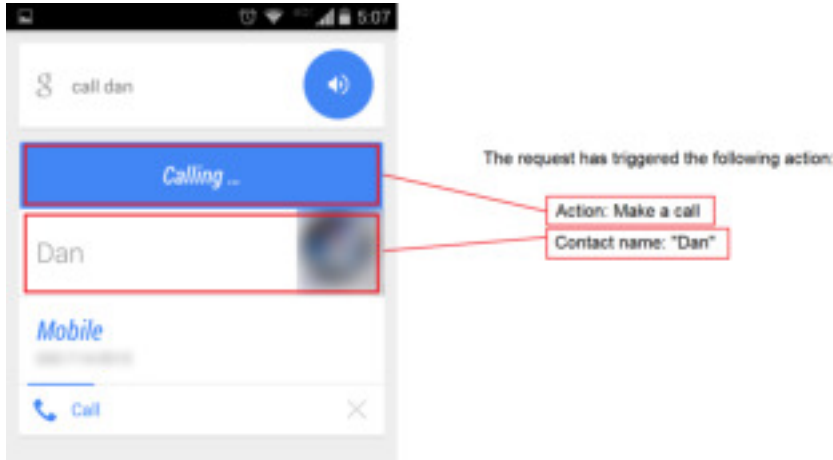 5:07
g call dan
Calling ...
Dan
Mobile
Call
The request has triggered the following action:
Action: Make a call
Contact name: "Dan"